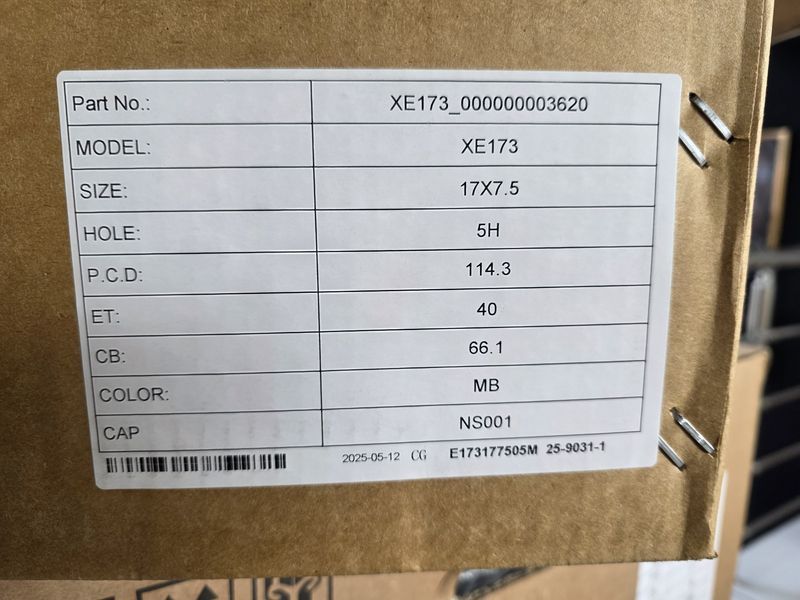 Part No.: XE173_000000003620
MODEL: XE173
SIZE: 17X7.5
HOLE: 5H
P.C.D: 114.3
ET: 40
CB: 66.1
COLOR: MB
CAP NS001
2025-05-12 CG E173177505M 25-9031-1